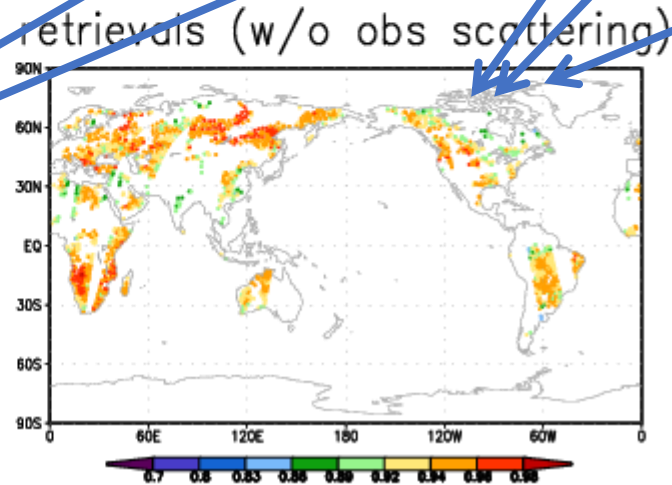 retrievals (w/o obs scattering)
90N
60N
30N
EQ
30S
60S
90S
0 60E 120E 180 120W 60W 0
0.7 0.8 0.83 0.86 0.89 0.92 0.94 0.96 0.98